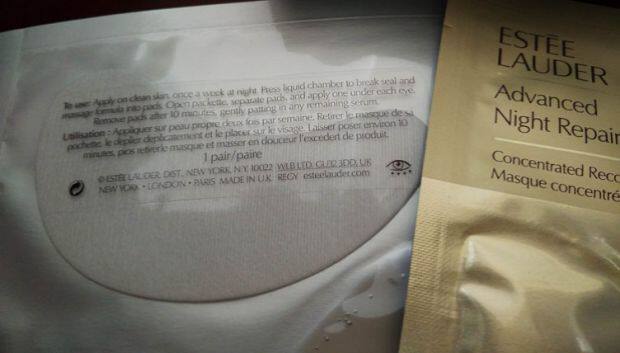 To use: Apply on clean skin, once a week at night. Press liquid chamber to break seal and
massage formula into pads. Open packette, separate pads, and apply one under each eye.
Remove pads after 10 minutes, gently patting in any remaining serum.
Utilisation : Appliquer sur peau propre deux fois par semaine. Retirer le masque de sa
pochette, le déplier déplicatement et le placer sur le visage. Laisser poser environ 10
minutes, pios retirerle masque et masser en douceur l'excédent de produit.
1 pair/paire
© ESTÉE LAUDER, DIST., NEW YORK, N.Y. 10022 WLB LTD., GU32 3DD, UK
NEW YORK • LONDON • PARIS MADE IN U.K. REGY esteelauder.com
ESTĒE
LAUDER
Advanced
Night Repair
Concentrated Reco
Masque concentré